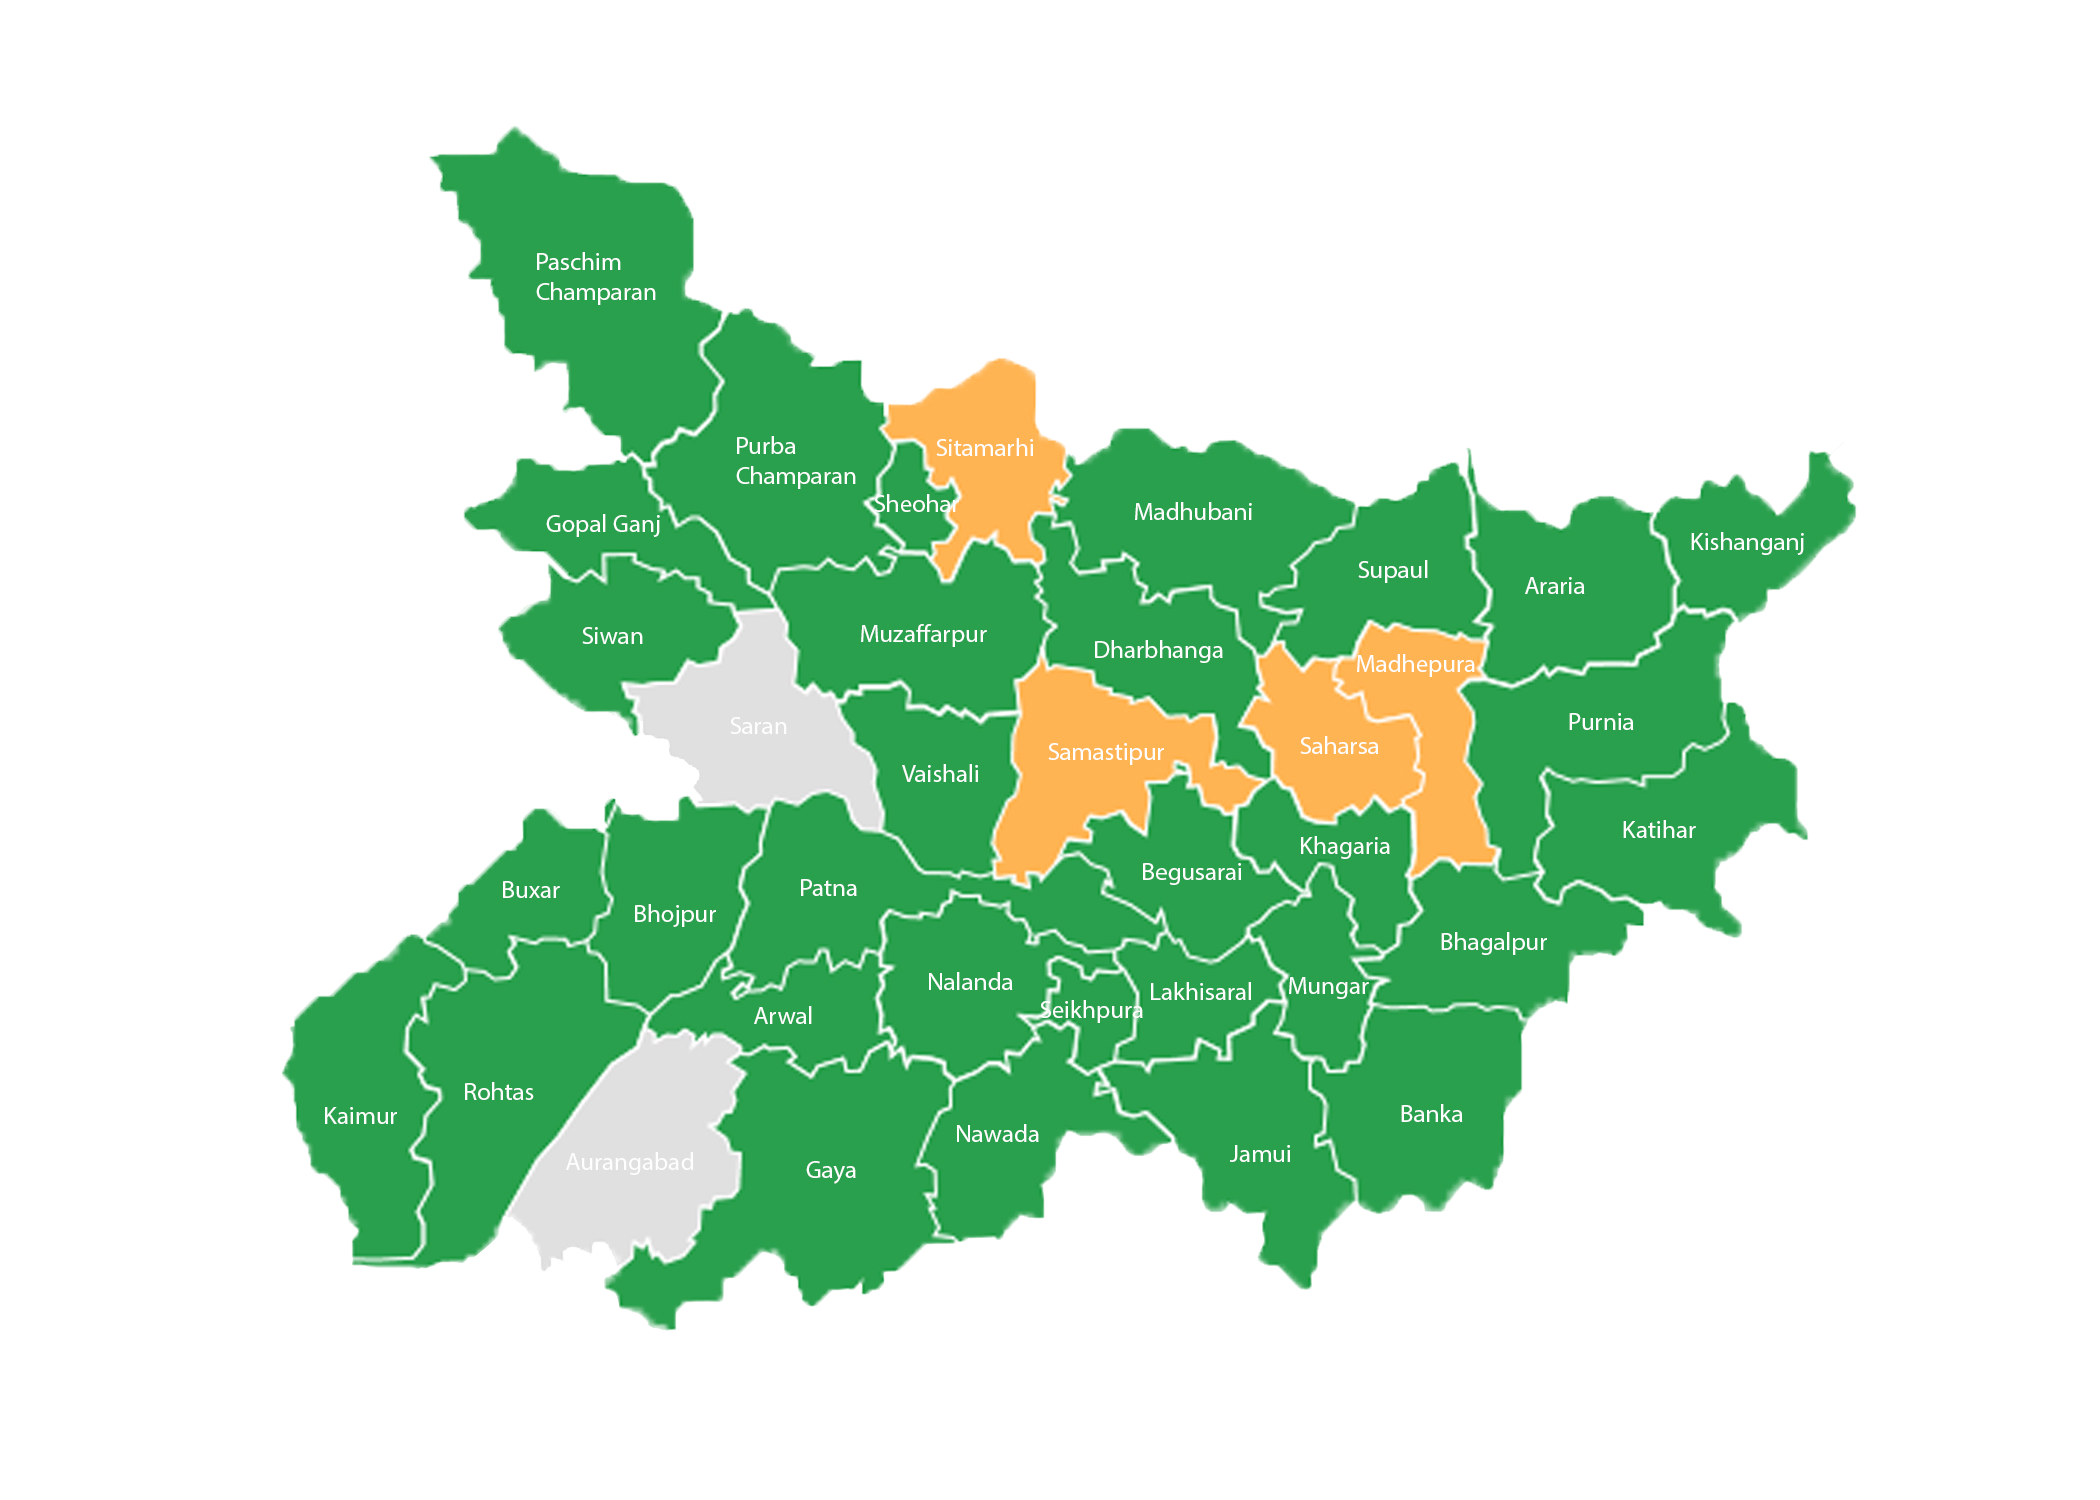 Paschim
Champaran
Purba
Champaran
Sitamarhi
Sheohar
Gopal Ganj
Madhubani
Kishanganj
Supaul
Araria
Siwan
Muzaffarpur
Dharbhanga
Madhepura
Saran
Purnia
Saharsa
Samastipur
Vaishali
Katihar
Khagaria
Begusarai
Buxar
Patna
Bhojpur
Bhagalpur
Nalanda
Mungar
Lakhisaral
Seikhpura
Arwal
Rohtas
Kaimur
Banka
Nawada
Jamui
Aurangabad
Gaya